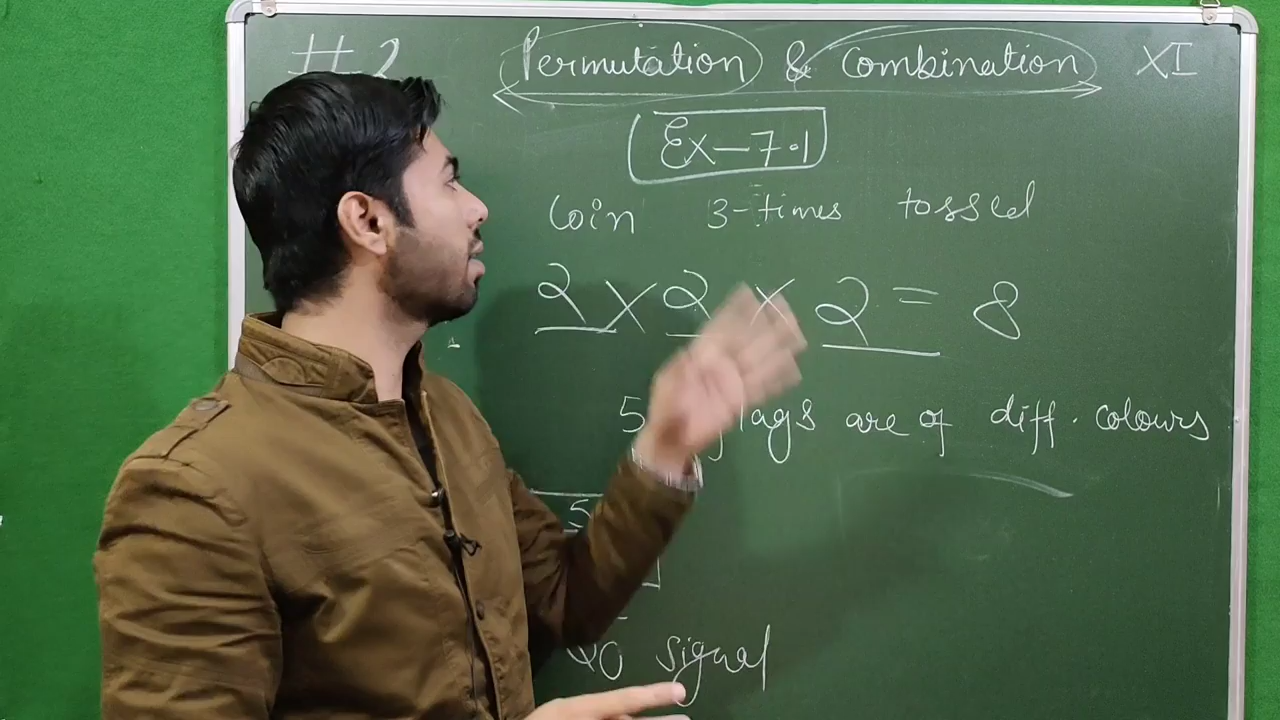 #2 Permutation & Combination XI
Ex-7.1
Coin 3-times tossed
2 × 2 × 2 = 8
5 flags are of diff. colours
5
signal